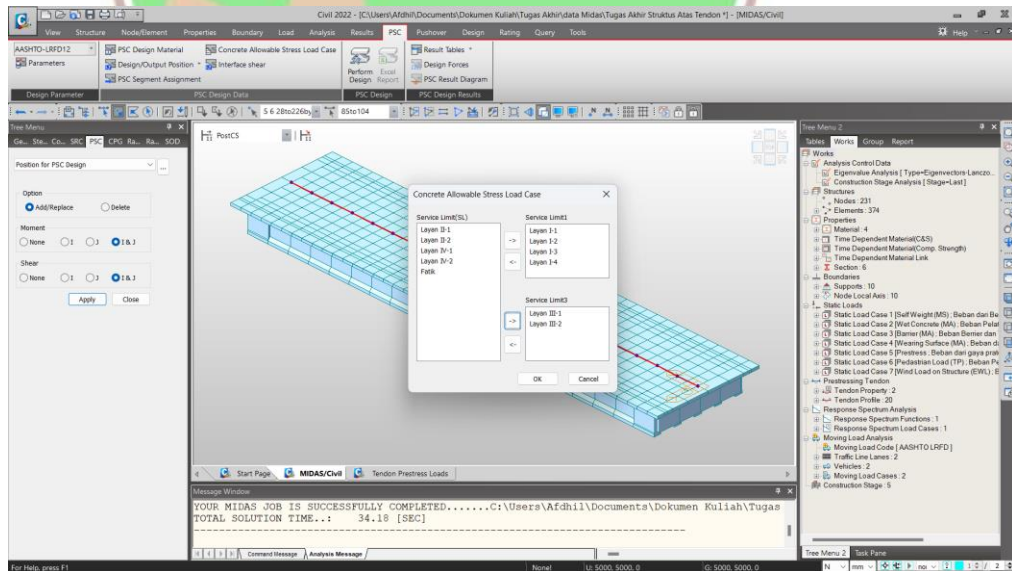 Civil 2022 - [C:\Users\Afdhil\Documents\Dokumen Kuliah\Tugas Akhir\data Midas\Tugas Akhir Struktus Atas Tendon *] - [MIDAS/Civil]
View Structure Node/Element Properties Boundary Load Analysis Results PSC Pushover Design Rating Query Tools Help
AASHTO-LRFD12
Parameters
Design Parameter
PSC Design Material
Design/Output Position
PSC Segment Assignment
Concrete Allowable Stress Load Case
Interface shear
PSC Design Data
Perform Design
Excel Report
PSC Design
Result Tables
Design Forces
PSC Result Diagram
PSC Design Results
5 6 28to226by
85to104
Tree Menu
Ge... Ste... Co... SRC PSC CPG Ra... Ra... SOD
Position for PSC Design
...
Option
Add/Replace Delete
Moment
None I J I & J
Shear
None I J I & J
Apply Close
PostCS
Concrete Allowable Stress Load Case
Service Limit(SL)
Layan II-1
Layan II-2
Layan IV-1
Layan IV-2
Fatik
->
<-
Service Limit1
Layan I-1
Layan I-2
Layan I-3
Layan I-4
->
<-
Service Limit3
Layan III-1
Layan III-2
OK Cancel
Start Page MIDAS/Civil Tendon Prestress Loads
Message Window
YOUR MIDAS JOB IS SUCCESSFULLY COMPLETED.......C:\Users\Afdhil\Documents\Dokumen Kuliah\Tugas
TOTAL SOLUTION TIME..: 34.18 [SEC]
Command Message Analysis Message
Tree Menu 2
Tables Works Group Report
Works
Analysis Control Data
Eigenvalue Analysis [ Type=Eigenvectors-Lanczo...
Construction Stage Analysis [ Stage=Last ]
Structures
Nodes : 231
Elements : 374
Properties
Material : 4
Time Dependent Material(C&S)
Time Dependent Material(Comp. Strength)
Time Dependent Material Link
Section : 6
Boundaries
Supports : 10
Node Local Axis : 10
Static Loads
Static Load Case 1 [Self Weight(MS) ; Beban dan Be
Static Load Case 2 [Wet Concrete (MA) ; Beban Pelat
Static Load Case 3 [Barrier (MA) ; Beban Berrier dan
Static Load Case 4 [Wearing Surface (MA) ; Beban d
Static Load Case 5 [Prestress ; Beban dari gaya prat
Static Load Case 6 [Pedastrian Load (TP) ; Beban Pe
Static Load Case 7 [Wind Load on Structure (EWL) ; B
Prestressing Tendon
Tendon Property : 2
Tendon Profile : 20
Response Spectrum Analysis
Response Spectrum Functions : 1
Response Spectrum Load Cases : 1
Moving Load Analysis
Moving Load Code [ AASHTO LRFD ]
Traffic Line Lanes : 2
Vehicles : 2
Moving Load Cases : 2
Construction Stage : 5
Tree Menu 2 Task Pane
For Help, press F1
None!
U: 5000, 5000, 0
G: 5000, 5000, 0
N mm